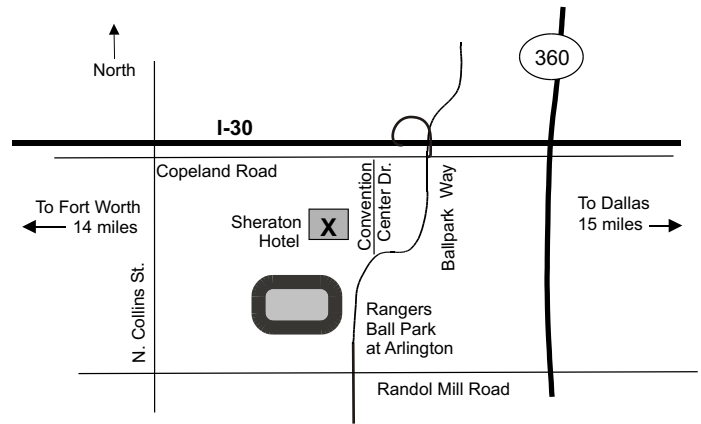 North
360
I-30
Copeland Road
To Fort Worth
14 miles
Sheraton
Hotel
X
Convention
Center Dr.
Ballpark Way
To Dallas
15 miles
N. Collins St.
Rangers
Ball Park
at Arlington
Randol Mill Road